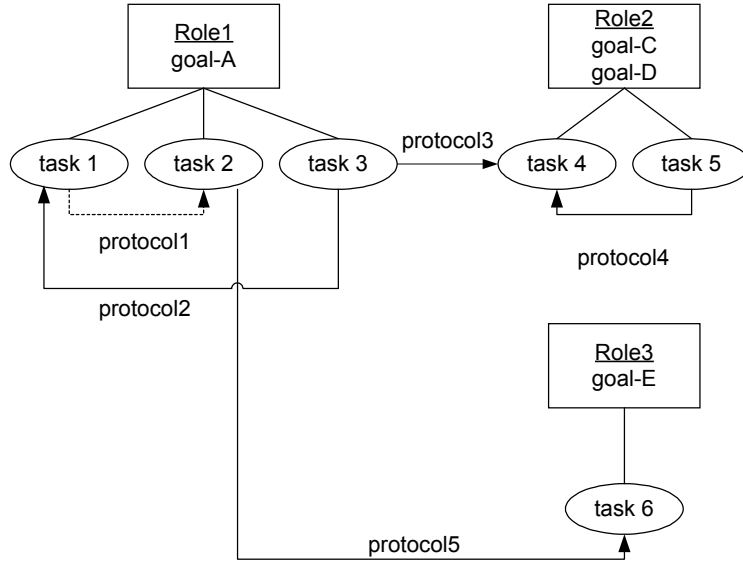 Role1
goal-A
Role2
goal-C
goal-D
task 1
task 2
task 3
protocol3
task 4
task 5
protocol1
protocol4
protocol2
Role3
goal-E
task 6
protocol5